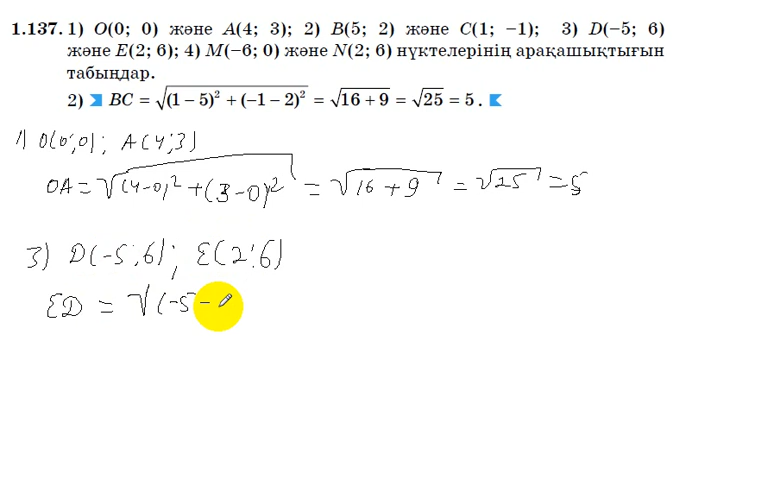 1.137. 1) O(0; 0) және A(4; 3); 2) B(5; 2) және C(1; −1); 3) D(−5; 6)
және E(2; 6); 4) M(−6; 0) және N(2; 6) нүктелерінің арақашықтығын
табыңдар.
2) BC = √((1 − 5)² + (−1 − 2)²) = √(16 + 9) = √25 = 5 .
1) O(0;0); A(4;3)
OA = √((4-0)² + (3-0)²) = √(16 + 9) = √25 = 5
3) D(-5;6); E(2;6)
ED = √(-5 -